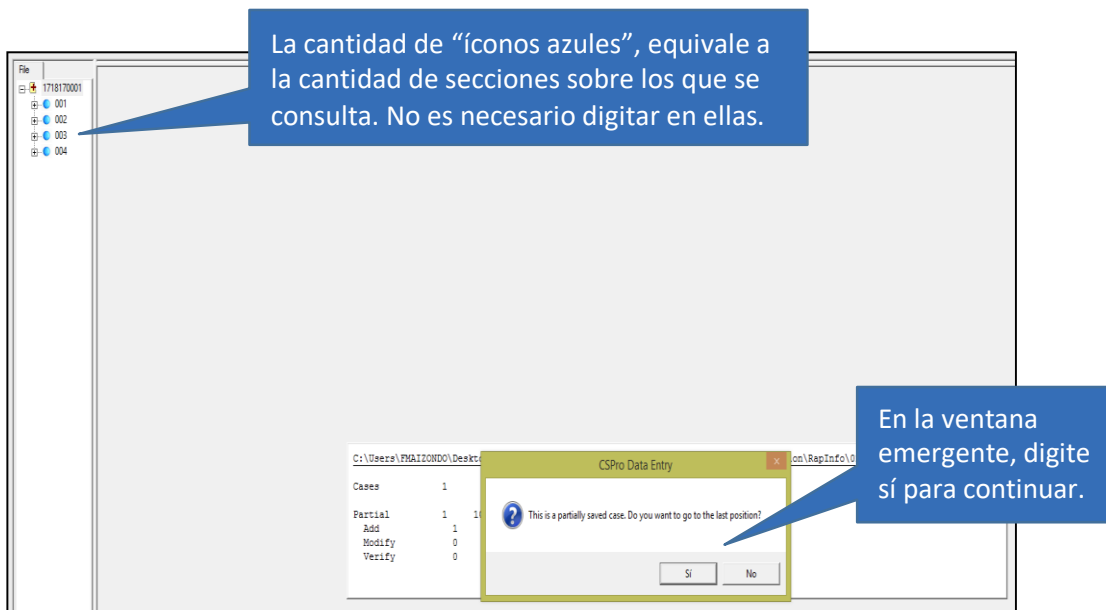 La cantidad de “íconos azules”, equivale a
la cantidad de secciones sobre los que se
consulta. No es necesario digitar en ellas.
File
1718170001
001
002
003
004
En la ventana
emergente, digite
sí para continuar.
C:\Users\FMAIZONDO\Deskto on\RapInfo\0
CSPro Data Entry
Cases 1
This is a partially saved case. Do you want to go to the last position?
Partial 1 10
Add 1
Modify 0
Verify 0
Sí No